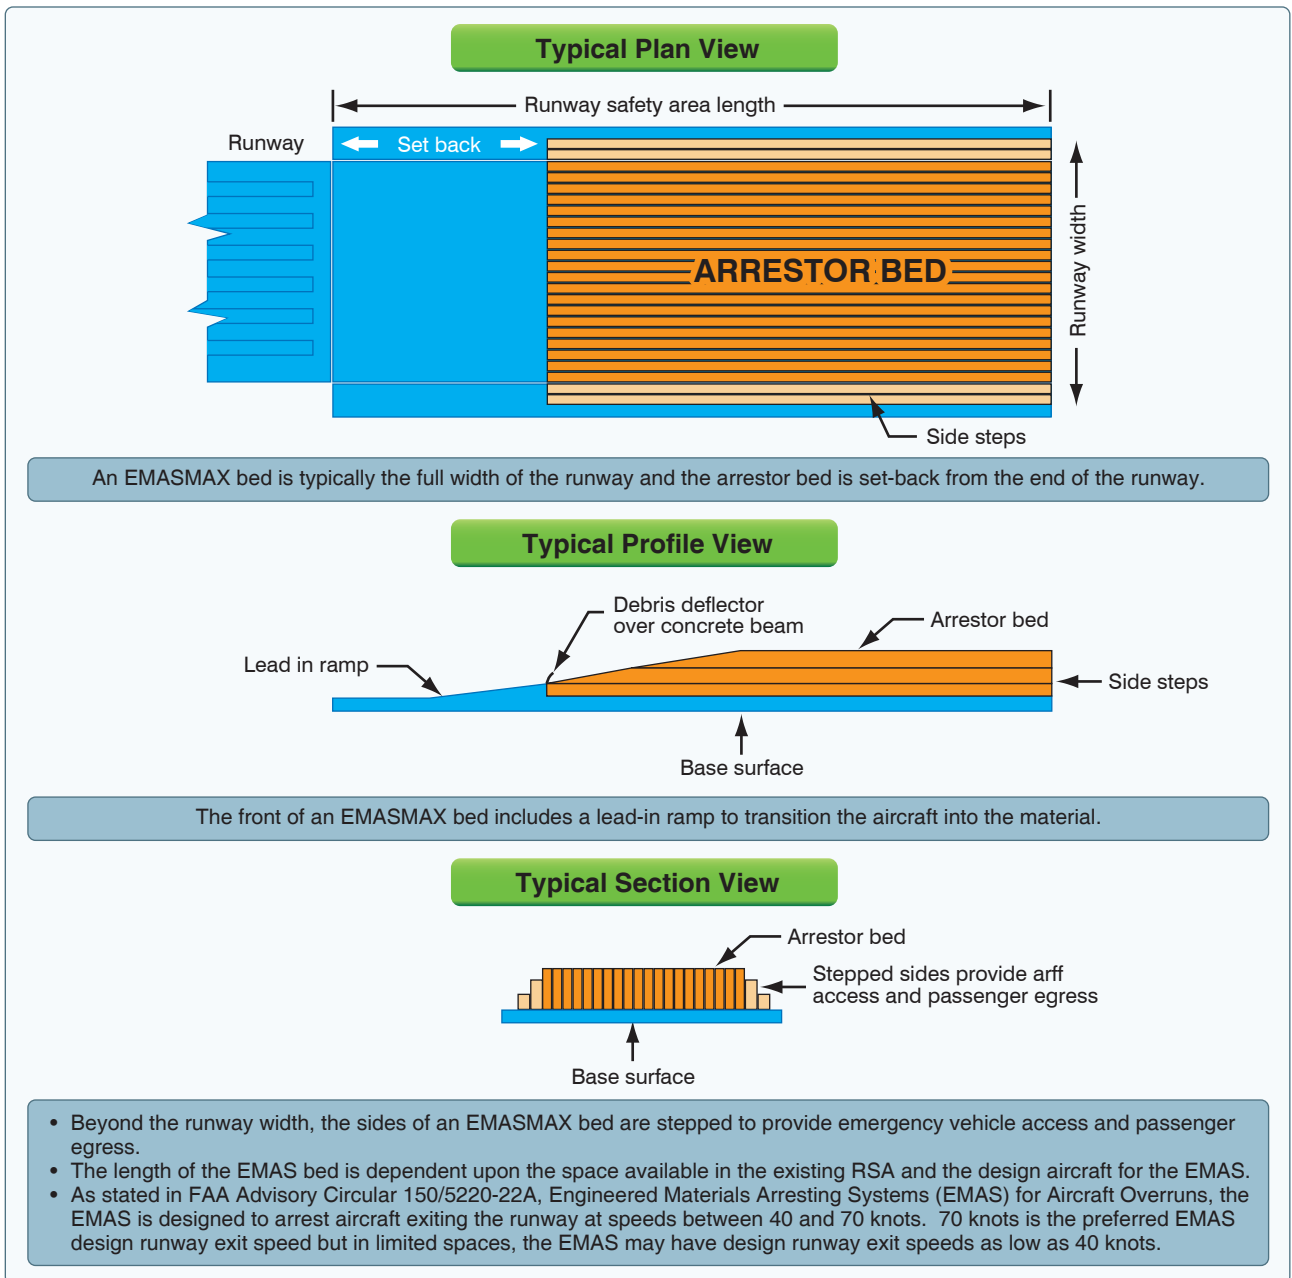 Typical Plan View
Runway safety area length
Runway
Set back
ARRESTOR BED
Runway width
Side steps
An EMASMAX bed is typically the full width of the runway and the arrestor bed is set-back from the end of the runway.
Typical Profile View
Debris deflector
over concrete beam
Arrestor bed
Lead in ramp
Side steps
Base surface
The front of an EMASMAX bed includes a lead-in ramp to transition the aircraft into the material.
Typical Section View
Arrestor bed
Stepped sides provide arff
access and passenger egress
Base surface
• Beyond the runway width, the sides of an EMASMAX bed are stepped to provide emergency vehicle access and passenger
egress.
• The length of the EMAS bed is dependent upon the space available in the existing RSA and the design aircraft for the EMAS.
• As stated in FAA Advisory Circular 150/5220-22A, Engineered Materials Arresting Systems (EMAS) for Aircraft Overruns, the
EMAS is designed to arrest aircraft exiting the runway at speeds between 40 and 70 knots.  70 knots is the preferred EMAS
design runway exit speed but in limited spaces, the EMAS may have design runway exit speeds as low as 40 knots.